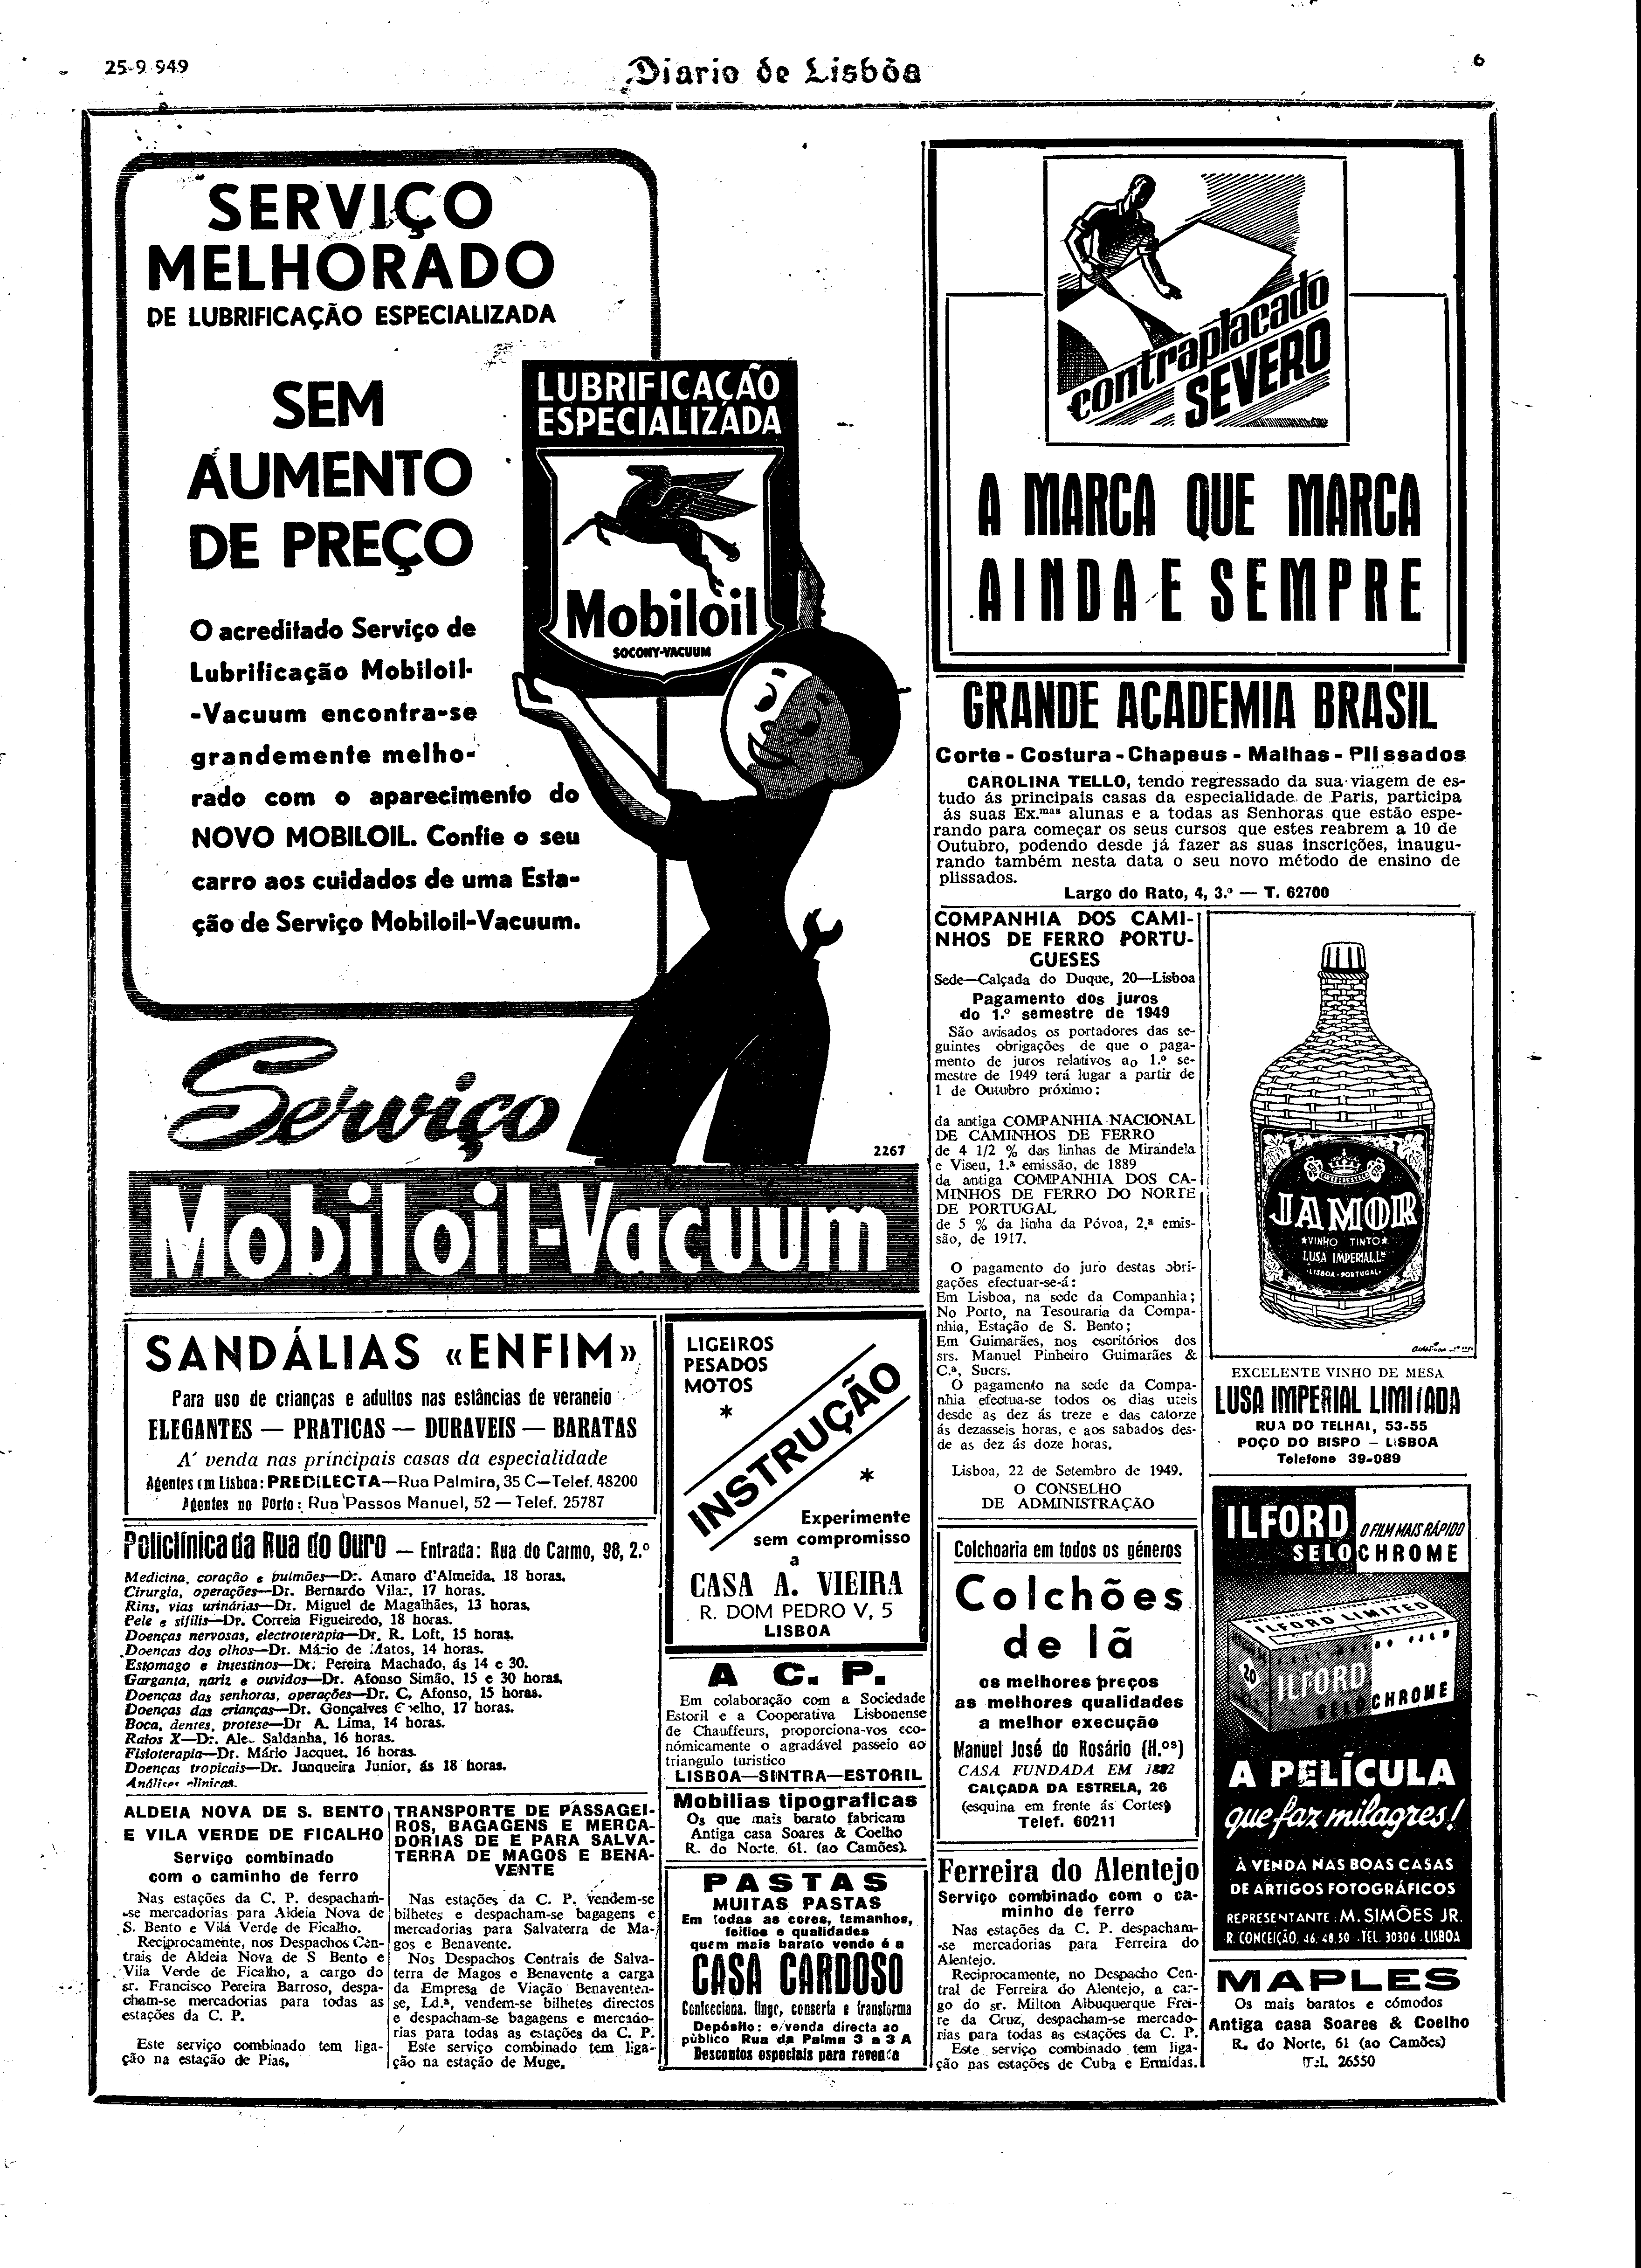 25-9-949
Diario de Lisbôa
6
SERVIÇO
MELHORADO
DE LUBRIFICAÇÃO ESPECIALIZADA
SEM
AUMENTO
DE PREÇO
O acreditado Serviço de
Lubrificação Mobiloil-
-Vacuum encontra-se
grandemente melho-
rado com o aparecimento do
NOVO MOBILOIL. Confie o seu
carro aos cuidados de uma Esta-
ção de Serviço Mobiloil-Vacuum.
LUBRIFICAÇÃO
ESPECIALIZADA
Mobiloil
SOCONY-VACUUM
Serviço
2267
Mobiloil-Vacuum
SANDÁLIAS «ENFIM»
Para uso de crianças e adultos nas estâncias de veraneio
ELEGANTES — PRATICAS — DURAVEIS — BARATAS
A' venda nas principais casas da especialidade
Agentes em Lisboa: PREDILECTA—Rua Palmira, 35 C—Telef. 48200
Agentes no Porto: Rua Passos Manuel, 52 — Telef. 25787
Policlínica da Rua do Ouro — Entrada: Rua do Carmo, 98, 2.º
Medicina, coração e pulmões—Dr. Amaro d'Almeida, 18 horas.
Cirurgia, operações—Dr. Bernardo Vilar, 17 horas.
Rins, vias urinárias—Dr. Miguel de Magalhães, 13 horas.
Pele e sífilis—Dr. Correia Figueiredo, 18 horas.
Doenças nervosas, electroterapia—Dr. R. Loft, 15 horas.
Doenças dos olhos—Dr. Mário de Matos, 14 horas.
Estomago e intestinos—Dr. Pereira Machado, ás 14 e 30.
Garganta, nariz e ouvidos—Dr. Afonso Simão, 15 e 30 horas.
Doenças das senhoras, operações—Dr. C. Afonso, 15 horas.
Doenças das crianças—Dr. Gonçalves Coelho, 17 horas.
Boca, dentes, protese—Dr A. Lima, 14 horas.
Raios X—Dr. Aleu Saldanha, 16 horas.
Fisioterapia—Dr. Mário Jacquet, 16 horas.
Doenças tropicais—Dr. Junqueira Junior, ás 18 horas.
Análises clinicas.
ALDEIA NOVA DE S. BENTO
E VILA VERDE DE FICALHO
Serviço combinado
com o caminho de ferro
Nas estações da C. P. despacham-
-se mercadorias para Aldeia Nova de
S. Bento e Vila Verde de Ficalho.
Reciprocamente, nos Despachos Cen-
trais de Aldeia Nova de S Bento e
Vila Verde de Ficalho, a cargo do
sr. Francisco Pereira Barroso, despa-
cham-se mercadorias para todas as
estações da C. P.
Este serviço combinado tem liga-
ção na estação de Pias.
TRANSPORTE DE PASSAGEI-
ROS, BAGAGENS E MERCA-
DORIAS DE E PARA SALVA-
TERRA DE MAGOS E BENA-
VENTE
Nas estações da C. P. vendem-se
bilhetes e despacham-se bagagens e
mercadorias para Salvaterra de Ma-
gos e Benavente.
Nos Despachos Centrais de Salva-
terra de Magos e Benavente a carga
da Empresa de Viação Benaventen-
se, Ld.ª, vendem-se bilhetes directos
e despacham-se bagagens e mercado-
rias para todas as estações da C. P.
Este serviço combinado tem liga-
ção na estação de Muge.
LIGEIROS
PESADOS
MOTOS
*
INSTRUÇÃO
*
Experimente
sem compromisso
a
CASA A. VIEIRA
R. DOM PEDRO V, 5
LISBOA
A C. P.
Em colaboração com a Sociedade
Estoril e a Cooperativa Lisbonense
de Chauffeurs, proporciona-vos eco-
nómicamente o agradável passeio ao
triangulo turistico
LISBOA—SINTRA—ESTORIL
Mobilias tipograficas
Os que mais barato fabricam
Antiga casa Soares & Coelho
R. do Norte, 61. (ao Camões).
PASTAS
MUITAS PASTAS
Em todas as cores, tamanhos,
feitios e qualidades
quem mais barato vende é a
CASA CARDOSO
Confecciona, tinge, conserta e transforma
Depósito: e/venda directa ao
público Rua da Palma 3 a 3 A
Descontos especiais para revenda
contraplacado
SEVERO
A MARCA QUE MARCA
AINDA E SEMPRE
GRANDE ACADEMIA BRASIL
Corte - Costura - Chapeus - Malhas - Plissados
CAROLINA TELLO, tendo regressado da sua viagem de es-
tudo ás principais casas da especialidade de Paris, participa
ás suas Ex.mas alunas e a todas as Senhoras que estão espe-
rando para começar os seus cursos que estes reabrem a 10 de
Outubro, podendo desde já fazer as suas inscrições, inaugu-
rando também nesta data o seu novo método de ensino de
plissados.
Largo do Rato, 4, 3.º — T. 62700
COMPANHIA DOS CAMI-
NHOS DE FERRO PORTU-
GUESES
Sede—Calçada do Duque, 20—Lisboa
Pagamento dos juros
do 1.º semestre de 1949
São avisados os portadores das se-
guintes obrigações de que o paga-
mento de juros relativos ao 1.º se-
mestre de 1949 terá lugar a partir de
1 de Outubro próximo:
da antiga COMPANHIA NACIONAL
DE CAMINHOS DE FERRO
de 4 1/2 % das linhas de Mirandela
e Viseu, 1.ª emissão, de 1889
da antiga COMPANHIA DOS CA-
MINHOS DE FERRO DO NORTE
DE PORTUGAL
de 5 % da linha da Póvoa, 2.ª emis-
são, de 1917.
O pagamento do juro destas obri-
gações efectuar-se-á:
Em Lisboa, na sede da Companhia;
No Porto, na Tesouraria da Compa-
nhia, Estação de S. Bento;
Em Guimarães, nos escritórios dos
srs. Manuel Pinheiro Guimarães &
C.ª, Sucrs.
O pagamento na sede da Compa-
nhia efectua-se todos os dias uteis
desde as dez ás treze e das catorze
ás dezasseis horas, e aos sabados des-
de as dez ás doze horas.
Lisboa, 22 de Setembro de 1949.
O CONSELHO
DE ADMINISTRAÇÃO
Colchoaria em todos os géneros
Colchões
de lã
os melhores preços
as melhores qualidades
a melhor execução
Manuel José do Rosário (H.os)
CASA FUNDADA EM
CALÇADA DA ESTRELA, 26
(esquina em frente ás Cortes)
Telef. 60211
Ferreira do Alentejo
Serviço combinado com o ca-
minho de ferro
Nas estações da C. P. despacham-
-se mercadorias para Ferreira do
Alentejo.
Reciprocamente, no Despacho Cen-
tral de Ferreira do Alentejo, a car-
go do sr. Milton Albuquerque Frei-
re da Cruz, despacham-se mercado-
rias para todas as estações da C. P.
Este serviço combinado tem liga-
ção nas estações de Cuba e Ermidas.
JAMOR
★VINHO TINTO★
LUSA IMPERIAL L.DA
·LISBOA-PORTUGAL·
EXCELENTE VINHO DE MESA
LUSA IMPERIAL LIMITADA
RUA DO TELHAL, 53-55
POÇO DO BISPO — LISBOA
Telefone 39-089
ILFORD
O FILM MAIS RÁPIDO
SELOCHROME
ILFORD LIMITED
20
ILFORD
SELOCHROME
A PELÍCULA
que faz milagres!
À VENDA NAS BOAS CASAS
DE ARTIGOS FOTOGRÁFICOS
REPRESENTANTE: M. SIMÕES JR.
R. CONCEIÇÃO, 46, 48, 50-TEL. 30306-LISBOA
MAPLES
Os mais baratos e cómodos
Antiga casa Soares & Coelho
R. do Norte, 61 (ao Camões)
TEL 26550